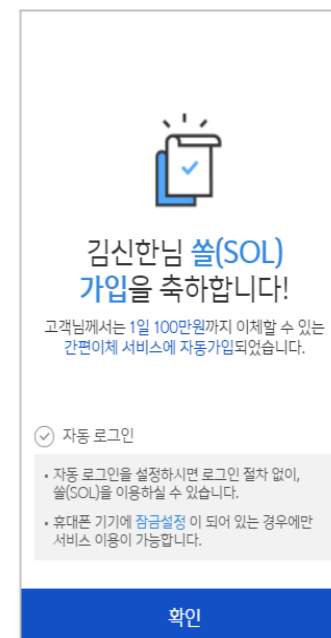 김신한님 쏠(SOL)
가입을 축하합니다!
고객님께서는 1일 100만원까지 이체할 수 있는
간편이체 서비스에 자동가입되었습니다.
자동 로그인
• 자동 로그인을 설정하시면 로그인 절차 없이,
쏠(SOL)을 이용하실 수 있습니다.
• 휴대폰 기기에 잠금설정 이 되어 있는 경우에만
서비스 이용이 가능합니다.
확인